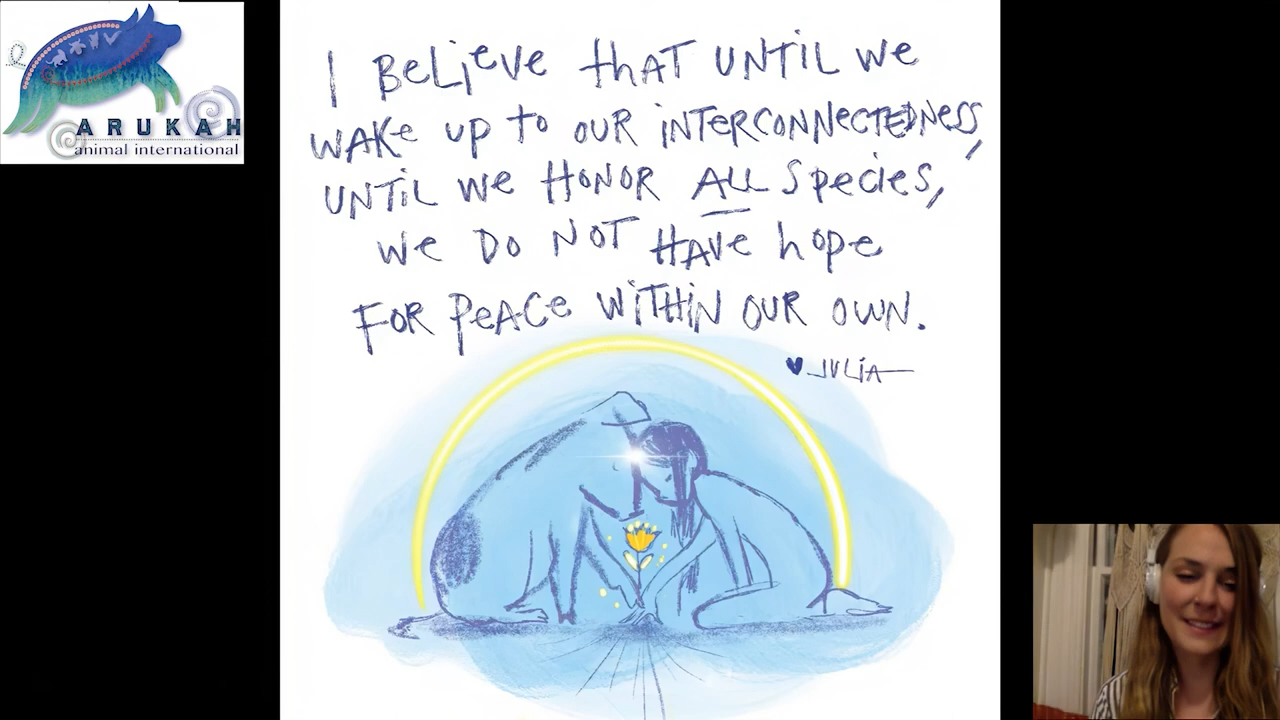 ARUKAH
animal international
I BELiEVE thAT UNTIL we
WAKe up to OUR iNTERCONNECTEDNESS,
UNTiL We HONOR ALL Species,
We DO NOT HAVe hope
FOR PeACe WiTHiN OUR OWN.
♥ JULiA